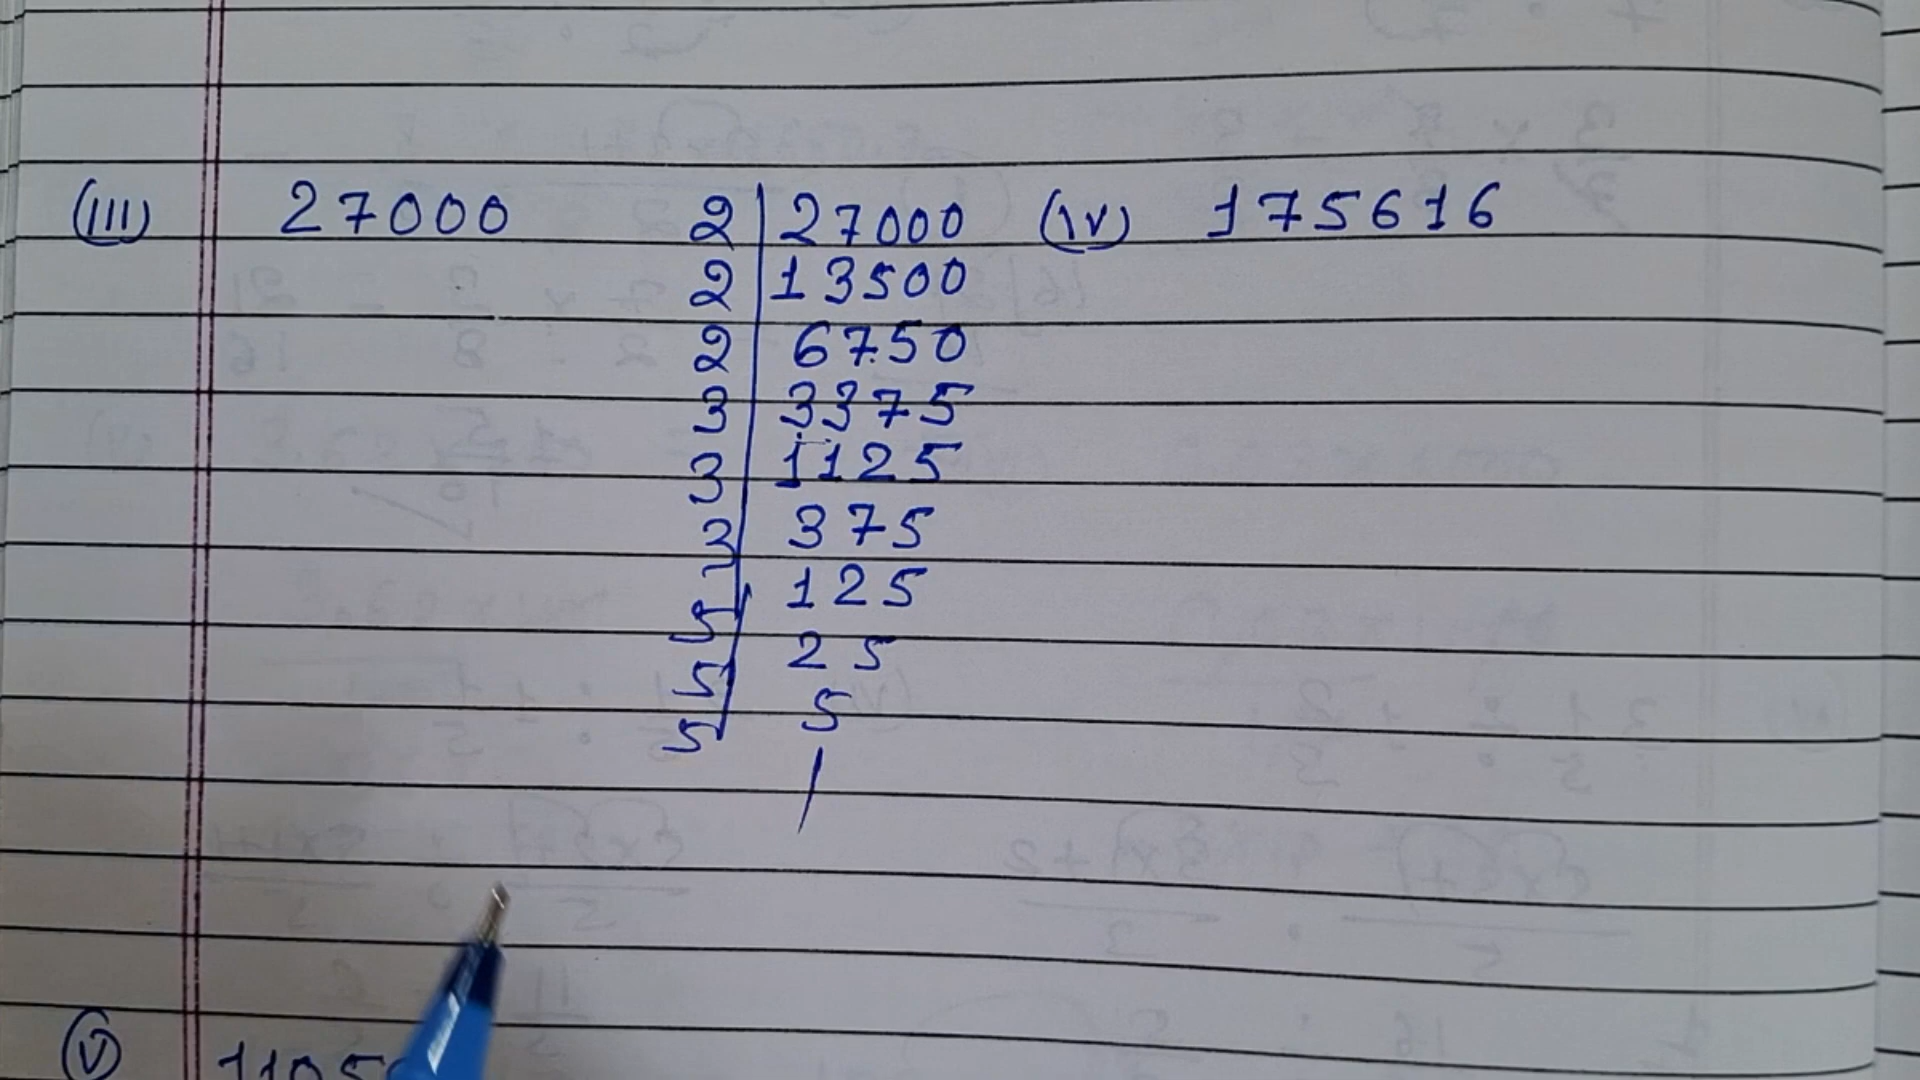 (III) 27000 2 | 27000 (IV) 175616
2 | 13500
2 | 6750
3 | 3375
3 | 1125
3 | 375
5 | 125
5 | 25
5 | 5
1
(V)